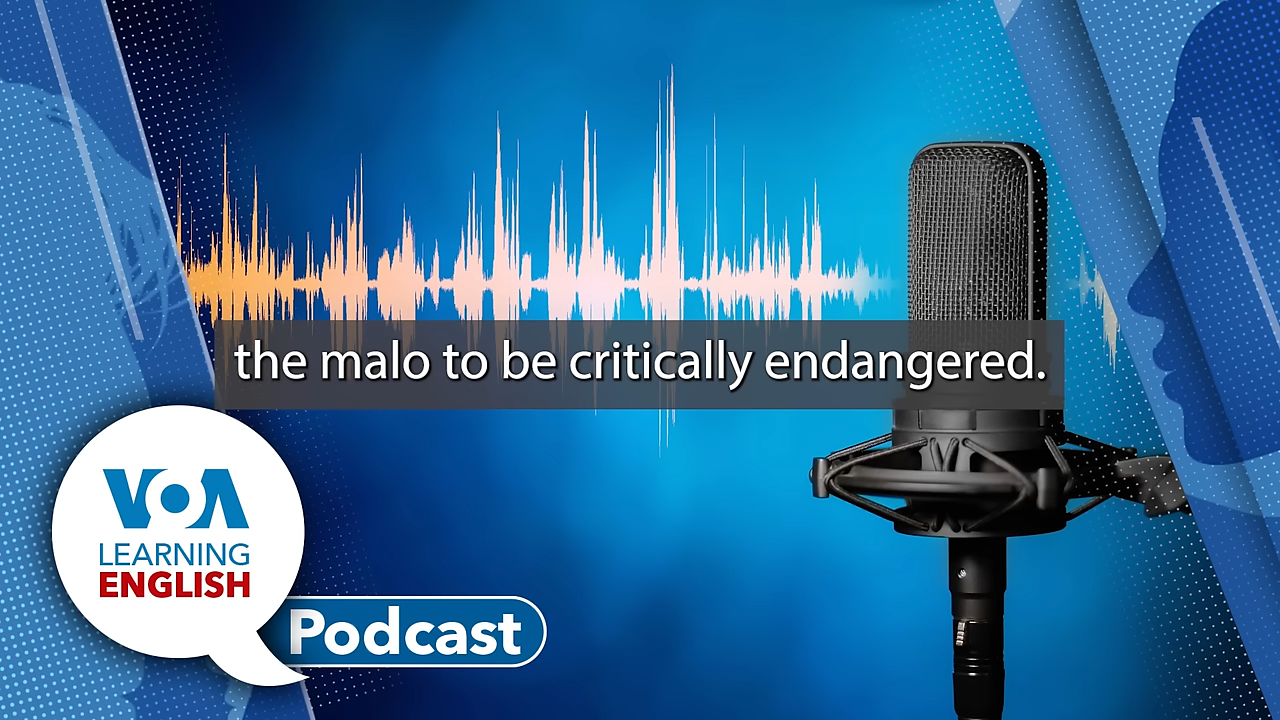 the malo to be critically endangered.
VOA
LEARNING
ENGLISH
Podcast